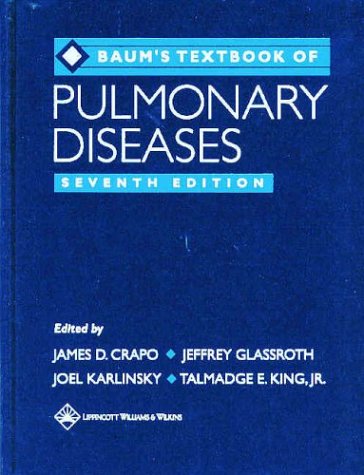 BAUM'S TEXTBOOK OF
PULMONARY
DISEASES
SEVENTH EDITION
Edited by
JAMES D. CRAPO ◆ JEFFREY GLASSROTH
JOEL KARLINSKY ◆ TALMADGE E. KING, JR.
LIPPINCOTT WILLIAMS & WILKINS